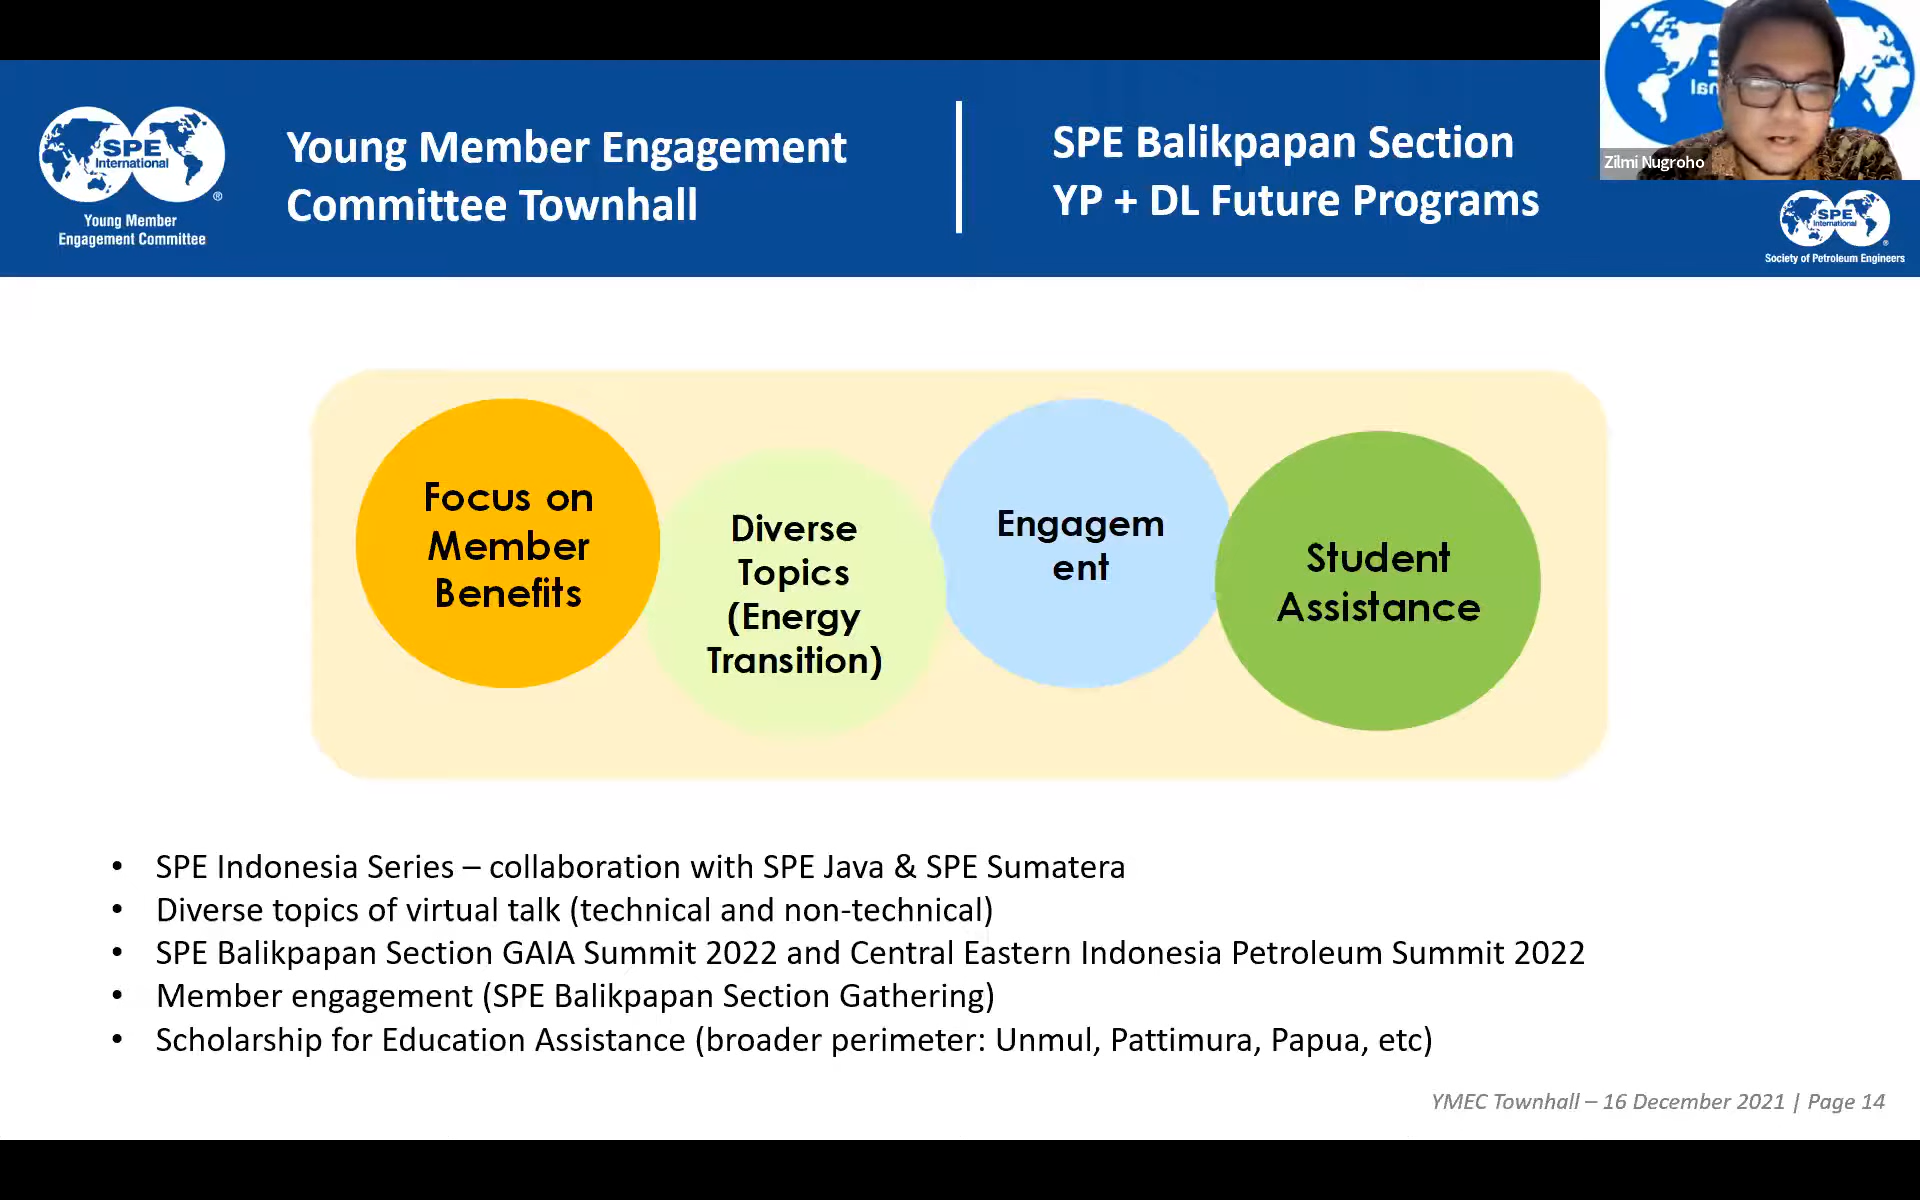 SPE
International
®
Young Member
Engagement Committee
Young Member Engagement
Committee Townhall
SPE Balikpapan Section
YP + DL Future Programs
Zilmi Nugroho
SPE
International
®
Society of Petroleum Engineers
Focus on
Member
Benefits
Diverse
Topics
(Energy
Transition)
Engagem
ent
Student
Assistance
• SPE Indonesia Series – collaboration with SPE Java & SPE Sumatera
• Diverse topics of virtual talk (technical and non-technical)
• SPE Balikpapan Section GAIA Summit 2022 and Central Eastern Indonesia Petroleum Summit 2022
• Member engagement (SPE Balikpapan Section Gathering)
• Scholarship for Education Assistance (broader perimeter: Unmul, Pattimura, Papua, etc)
YMEC Townhall – 16 December 2021 | Page 14